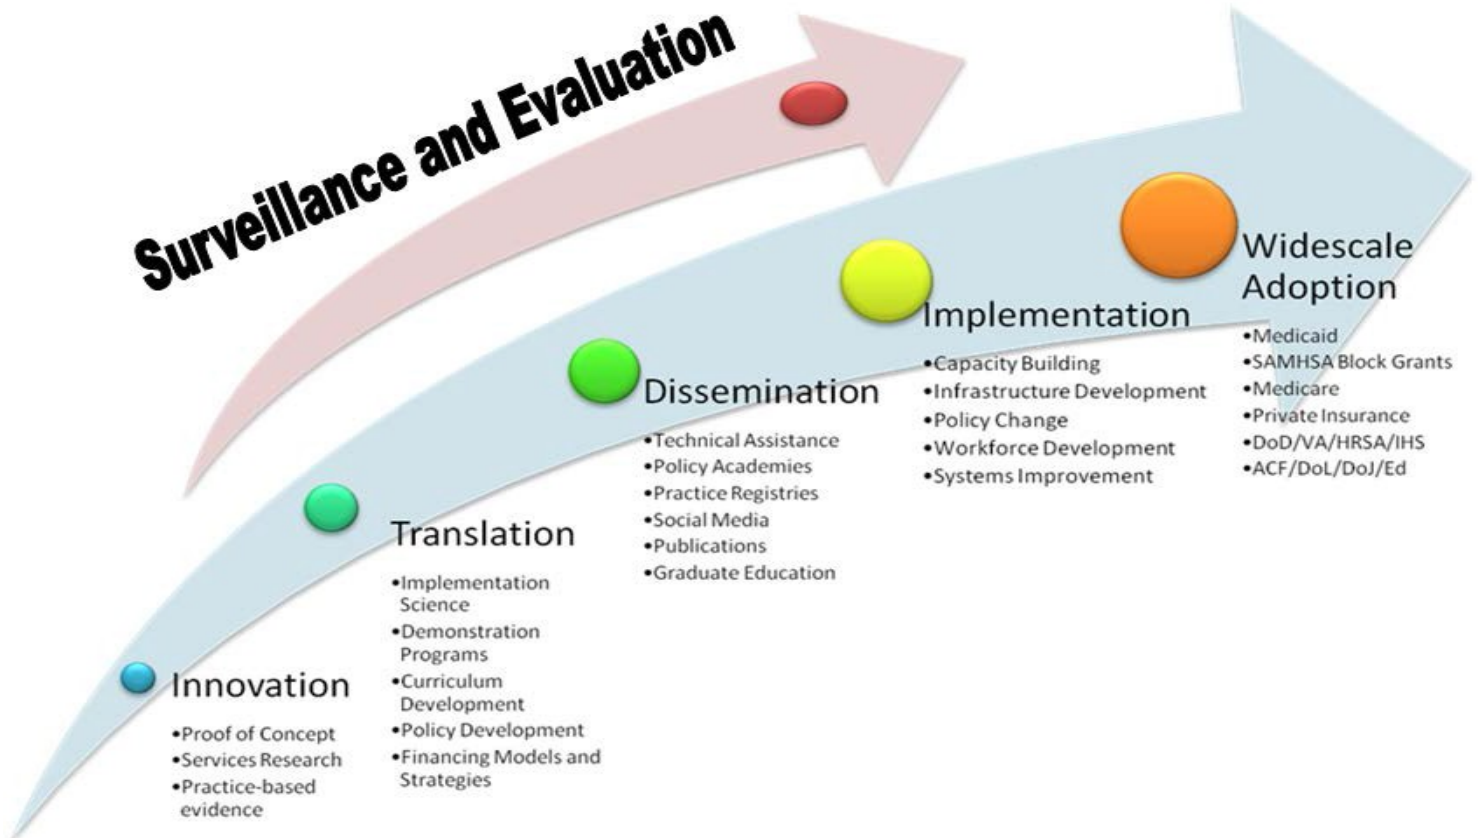 Surveillance and Evaluation
Innovation
•Proof of Concept
•Services Research
•Practice-based
evidence
Translation
•Implementation
Science
•Demonstration
Programs
•Curriculum
Development
•Policy Development
•Financing Models and
Strategies
Dissemination
•Technical Assistance
•Policy Academies
•Practice Registries
•Social Media
•Publications
•Graduate Education
Implementation
•Capacity Building
•Infrastructure Development
•Policy Change
•Workforce Development
•Systems Improvement
Widescale
Adoption
•Medicaid
•SAMHSA Block Grants
•Medicare
•Private Insurance
•DoD/VA/HRSA/IHS
•ACF/DoL/DoJ/Ed